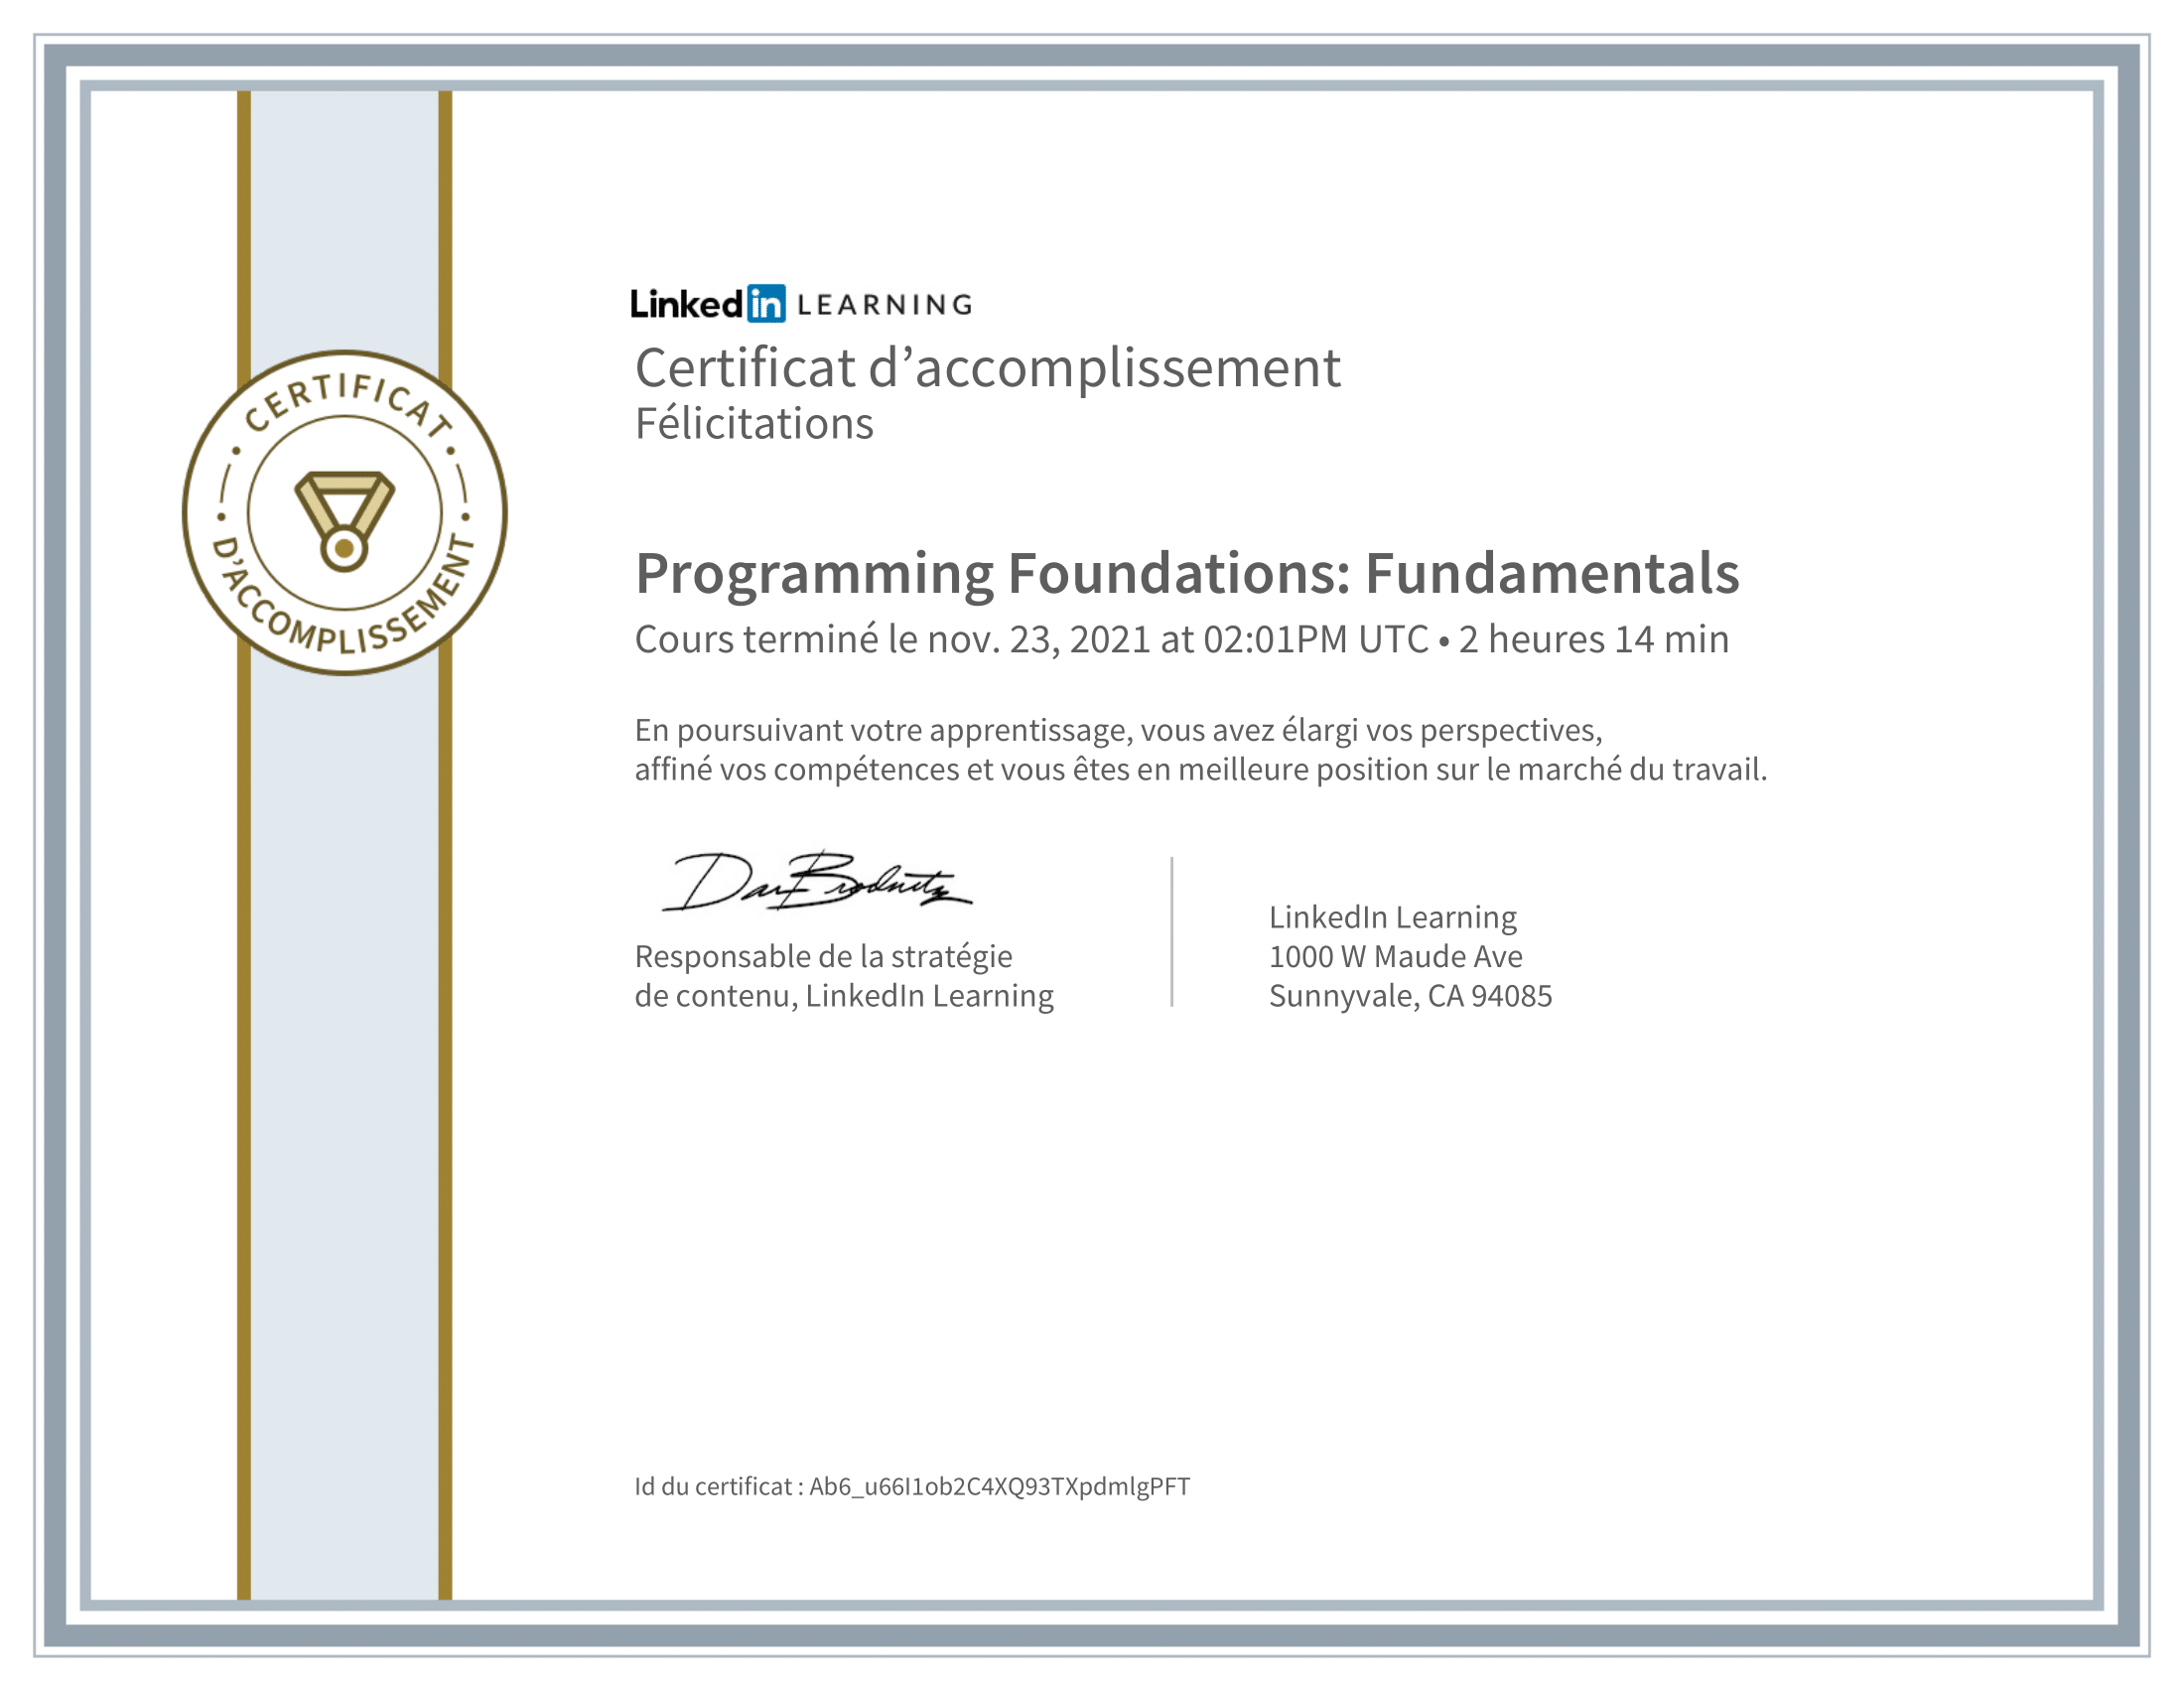 CERTIFICAT
D'ACCOMPLISSEMENT
Linked in LEARNING
Certificat d’accomplissement
Félicitations
Programming Foundations: Fundamentals
Cours terminé le nov. 23, 2021 at 02:01PM UTC • 2 heures 14 min
En poursuivant votre apprentissage, vous avez élargi vos perspectives,
affiné vos compétences et vous êtes en meilleure position sur le marché du travail.
Dan Brodnitz
Responsable de la stratégie
de contenu, LinkedIn Learning
LinkedIn Learning
1000 W Maude Ave
Sunnyvale, CA 94085
Id du certificat : Ab6_u66I1ob2C4XQ93TXpdmlgPFT